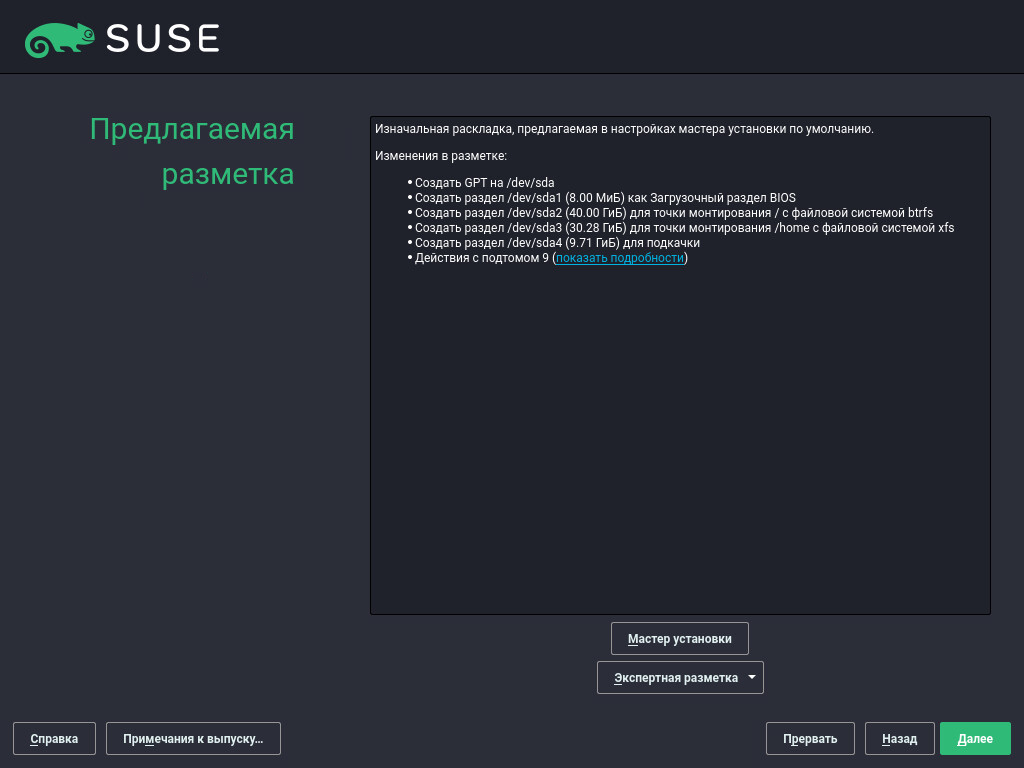 SUSE
Предлагаемая
разметка
Изначальная раскладка, предлагаемая в настройках мастера установки по умолчанию.
Изменения в разметке:
• Создать GPT на /dev/sda
• Создать раздел /dev/sda1 (8.00 МиБ) как Загрузочный раздел BIOS
• Создать раздел /dev/sda2 (40.00 ГиБ) для точки монтирования / с файловой системой btrfs
• Создать раздел /dev/sda3 (30.28 ГиБ) для точки монтирования /home с файловой системой xfs
• Создать раздел /dev/sda4 (9.71 ГиБ) для подкачки
• Действия с подтомом 9 (показать подробности)
Мастер установки
Экспертная разметка
Справка
Примечания к выпуску...
Прервать
Назад
Далее